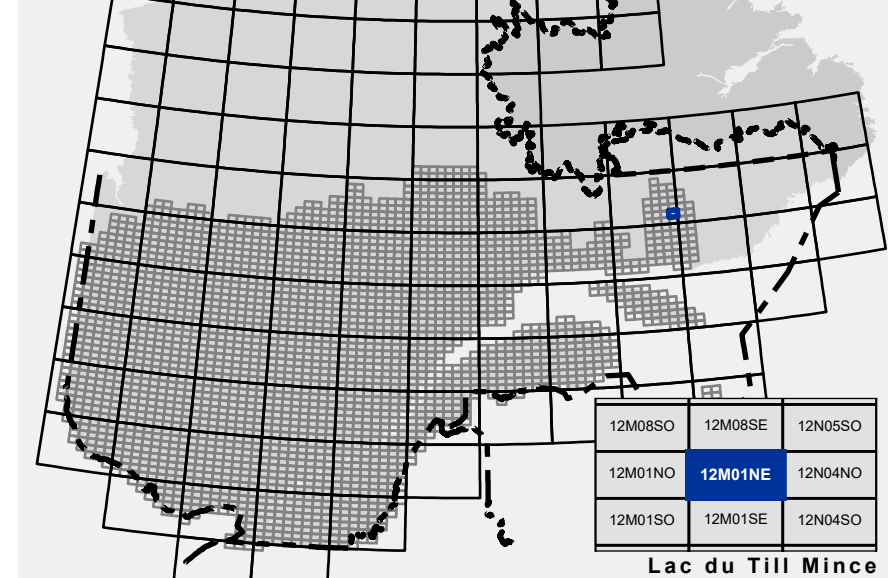 12M08SO 12M08SE 12N05SO
12M01NO 12M01NE 12N04NO
12M01SO 12M01SE 12N04SO
Lac du Till Mince